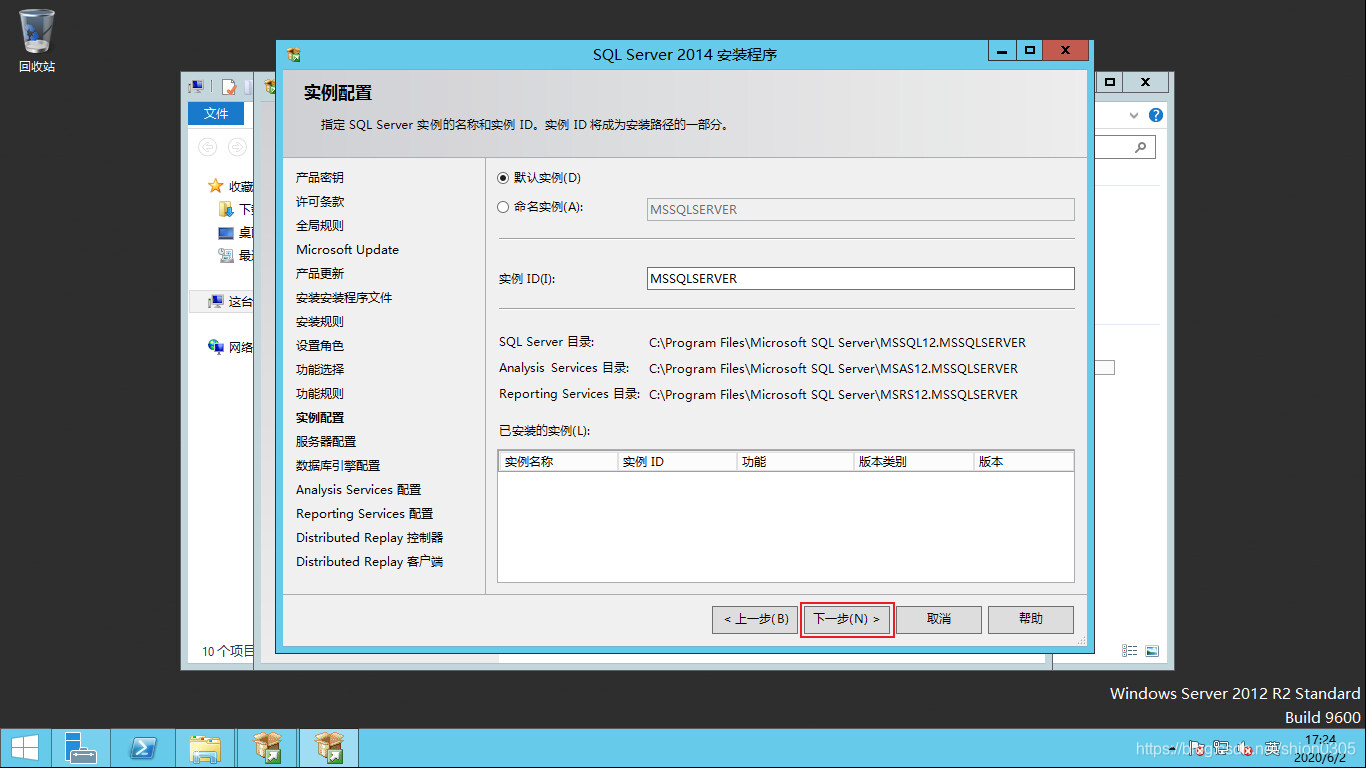 回收站
SQL Server 2014 安装程序
文件
实例配置
指定 SQL Server 实例的名称和实例 ID。实例 ID 将成为安装路径的一部分。
收藏
桌
这台
网络
10 个项目
产品密钥
许可条款
全局规则
Microsoft Update
产品更新
安装安装程序文件
安装规则
设置角色
功能选择
功能规则
实例配置
服务器配置
数据库引擎配置
Analysis Services 配置
Reporting Services 配置
Distributed Replay 控制器
Distributed Replay 客户端
默认实例(D)
命名实例(A): MSSQLSERVER
实例 ID(I): MSSQLSERVER
SQL Server 目录: C:\Program Files\Microsoft SQL Server\MSSQL12.MSSQLSERVER
Analysis Services 目录: C:\Program Files\Microsoft SQL Server\MSAS12.MSSQLSERVER
Reporting Services 目录: C:\Program Files\Microsoft SQL Server\MSRS12.MSSQLSERVER
已安装的实例(L):
实例名称 实例 ID 功能 版本类别 版本
< 上一步(B) 下一步(N) > 取消 帮助
Windows Server 2012 R2 Standard
Build 9600
英 17:24
2020/6/2